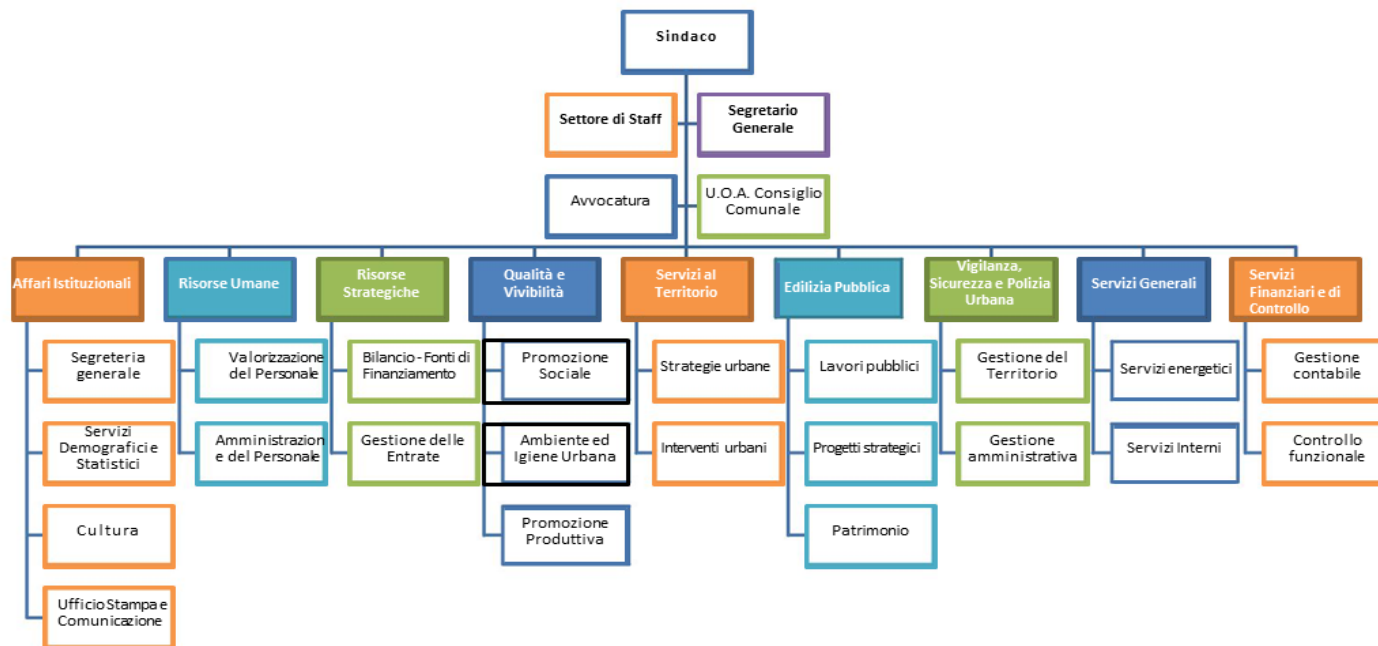 Sindaco
Settore di Staff
Segretario
Generale
Avvocatura
U.O.A. Consiglio
Comunale
Affari Istituzionali
Risorse Umane
Risorse
Strategiche
Qualità e
Vivibilità
Servizi al
Territorio
Edilizia Pubblica
Vigilanza,
Sicurezza e Polizia
Urbana
Servizi Generali
Servizi
Finanziari e di
Controllo
Segreteria
generale
Valorizzazione
del Personale
Bilancio - Fonti di
Finanziamento
Promozione
Sociale
Strategie urbane
Lavori pubblici
Gestione del
Territorio
Servizi energetici
Gestione
contabile
Servizi
Demografici e
Statistici
Amministrazion
e del Personale
Gestione delle
Entrate
Ambiente ed
Igiene Urbana
Interventi urbani
Progetti strategici
Gestione
amministrativa
Servizi Interni
Controllo
funzionale
Cultura
Promozione
Produttiva
Patrimonio
Ufficio Stampa e
Comunicazione